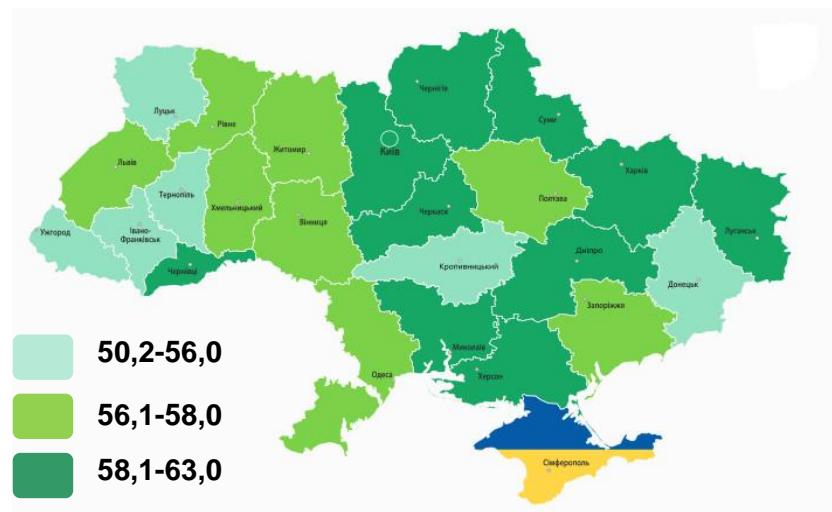 Чернігів
Луцьк
Рівне
Суми
Київ
Житомир
Львів
Харків
Тернопіль
Хмельницький
Полтава
Черкаси
Вінниця
Ужгород
Івано-
Франківськ
Луганськ
Дніпро
Чернівці
Кропивницький
Донецьк
Запоріжжя
Миколаїв
Одеса
Херсон
Сімферополь
50,2-56,0
56,1-58,0
58,1-63,0